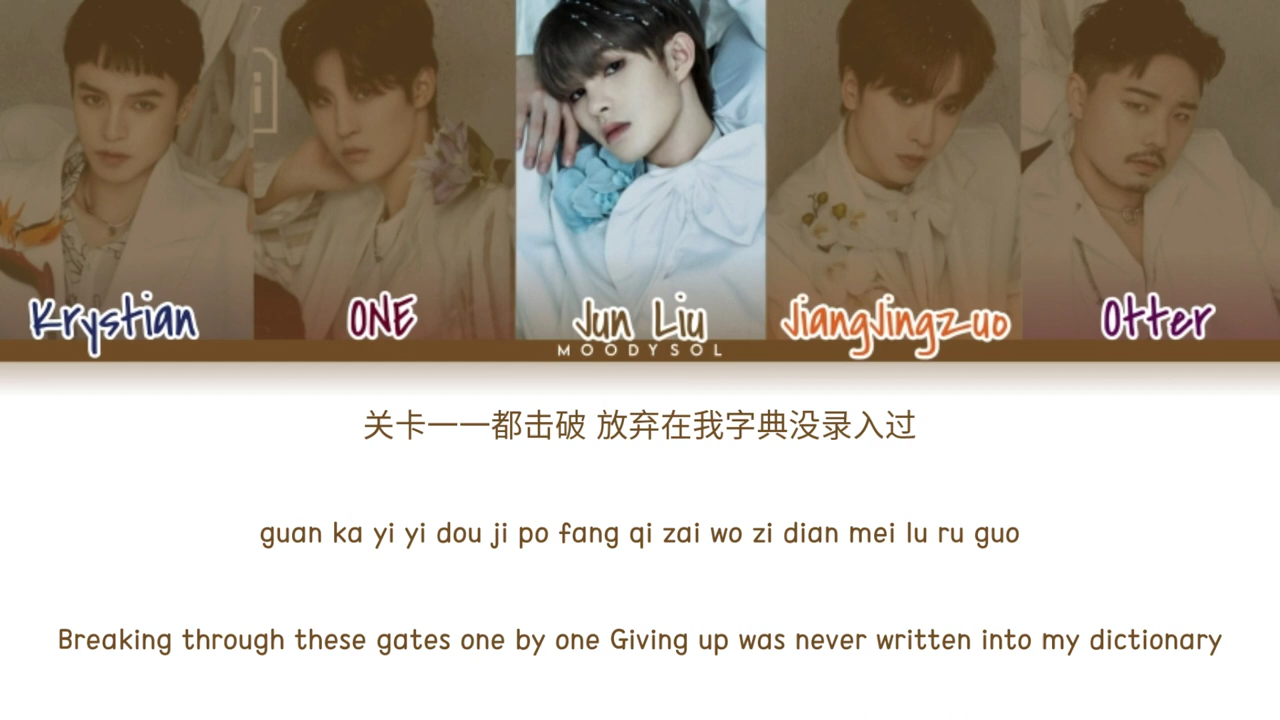 Krystian
ONE
Jun Liu
JiangJingzuo
Otter
MOODYSOL
关卡一一都击破 放弃在我字典没录入过
guan ka yi yi dou ji po fang qi zai wo zi dian mei lu ru guo
Breaking through these gates one by one Giving up was never written into my dictionary